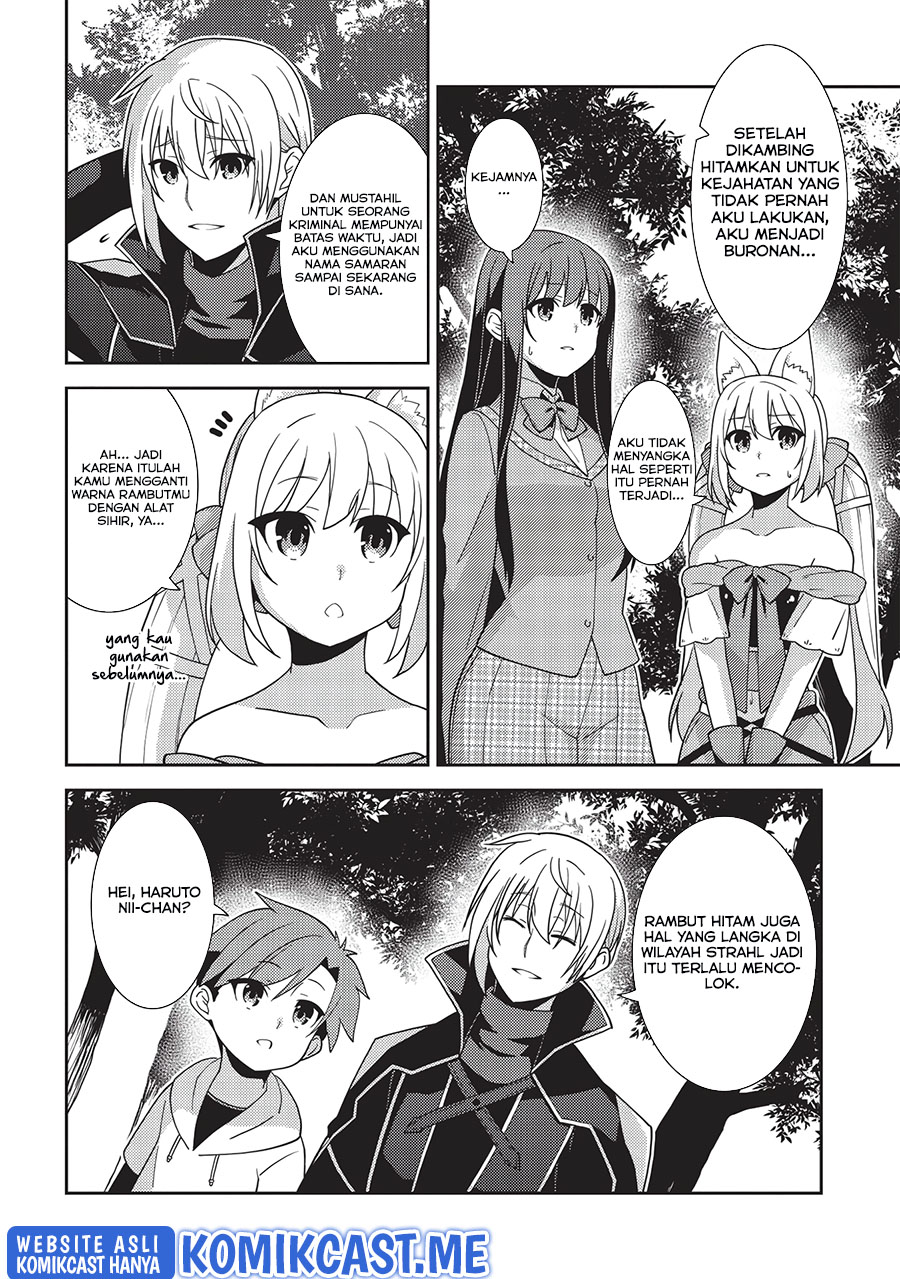 SETELAH
DIKAMBING
HITAMKAN UNTUK
KEJAHATAN YANG
TIDAK PERNAH
AKU LAKUKAN,
AKU MENJADI
BURONAN...
KEJAMNYA
...
AKU TIDAK
MENYANGKA
HAL SEPERTI
ITU PERNAH
TERJADI...
DAN MUSTAHIL
UNTUK SEORANG
KRIMINAL MEMPUNYAI
BATAS WAKTU, JADI
AKU MENGGUNAKAN
NAMA SAMARAN
SAMPAI SEKARANG
DI SANA.
AH... JADI
KARENA ITULAH
KAMU MENGGANTI
WARNA RAMBUTMU
DENGAN ALAT
SIHIR, YA...
yang kau
gunakan
sebelumnya...
RAMBUT HITAM JUGA
HAL YANG LANGKA DI
WILAYAH STRAHL JADI
ITU TERLALU MENCO-
LOK.
HEI, HARUTO
NII-CHAN?
WEBSITE ASLI
KOMIKCAST HANYA
KOMIKCAST.ME